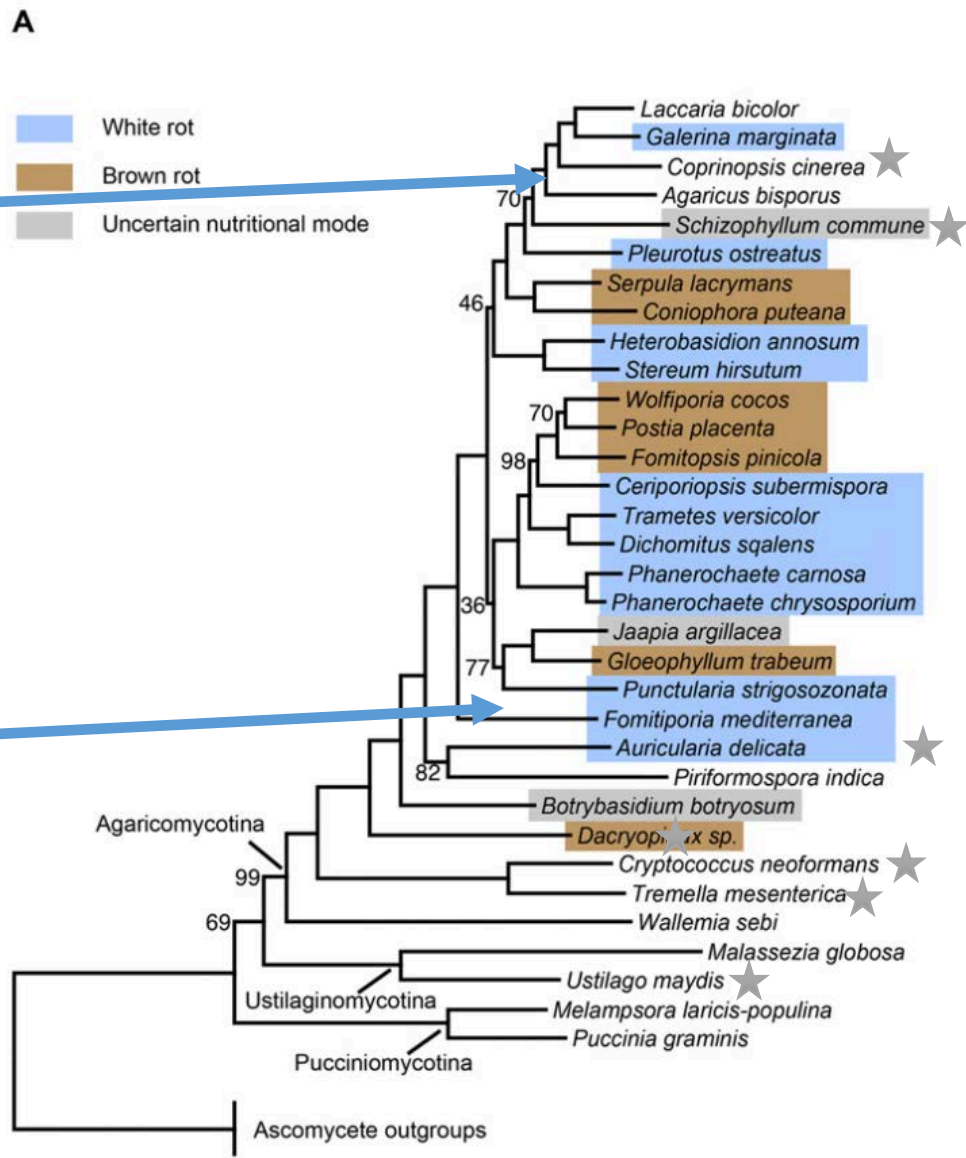 A
White rot
Brown rot
Uncertain nutritional mode
Laccaria bicolor
Galerina marginata
Coprinopsis cinerea
Agaricus bisporus
70
Schizophyllum commune
Pleurotus ostreatus
Serpula lacrymans
46
Coniophora puteana
Heterobasidion annosum
Stereum hirsutum
Wolfiporia cocos
70
Postia placenta
98
Fomitopsis pinicola
Ceriporiopsis subermispora
Trametes versicolor
Dichomitus sqalens
Phanerochaete carnosa
36
Phanerochaete chrysosporium
Jaapia argillacea
77
Gloeophyllum trabeum
Punctularia strigosozonata
Fomitiporia mediterranea
Auricularia delicata
82
Piriformospora indica
Botrybasidium botryosum
Agaricomycotina
sp.
Cryptococcus neoformans
99
Tremella mesenterica
69
Wallemia sebi
Malassezia globosa
Ustilago maydis
Ustilaginomycotina
Melampsora laricis-populina
Puccinia graminis
Pucciniomycotina
Ascomycete outgroups